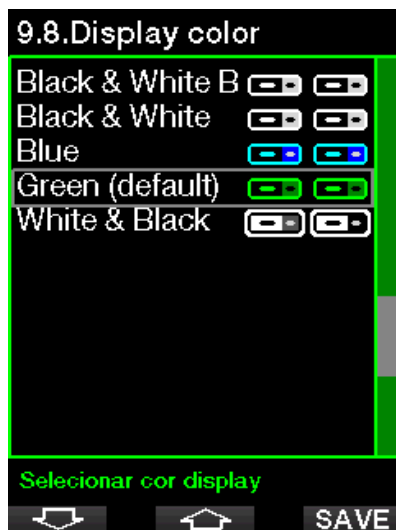 9.8.Display color
Black & White B
Black & White
Blue
Green (default)
White & Black
Selecionar cor display
SAVE